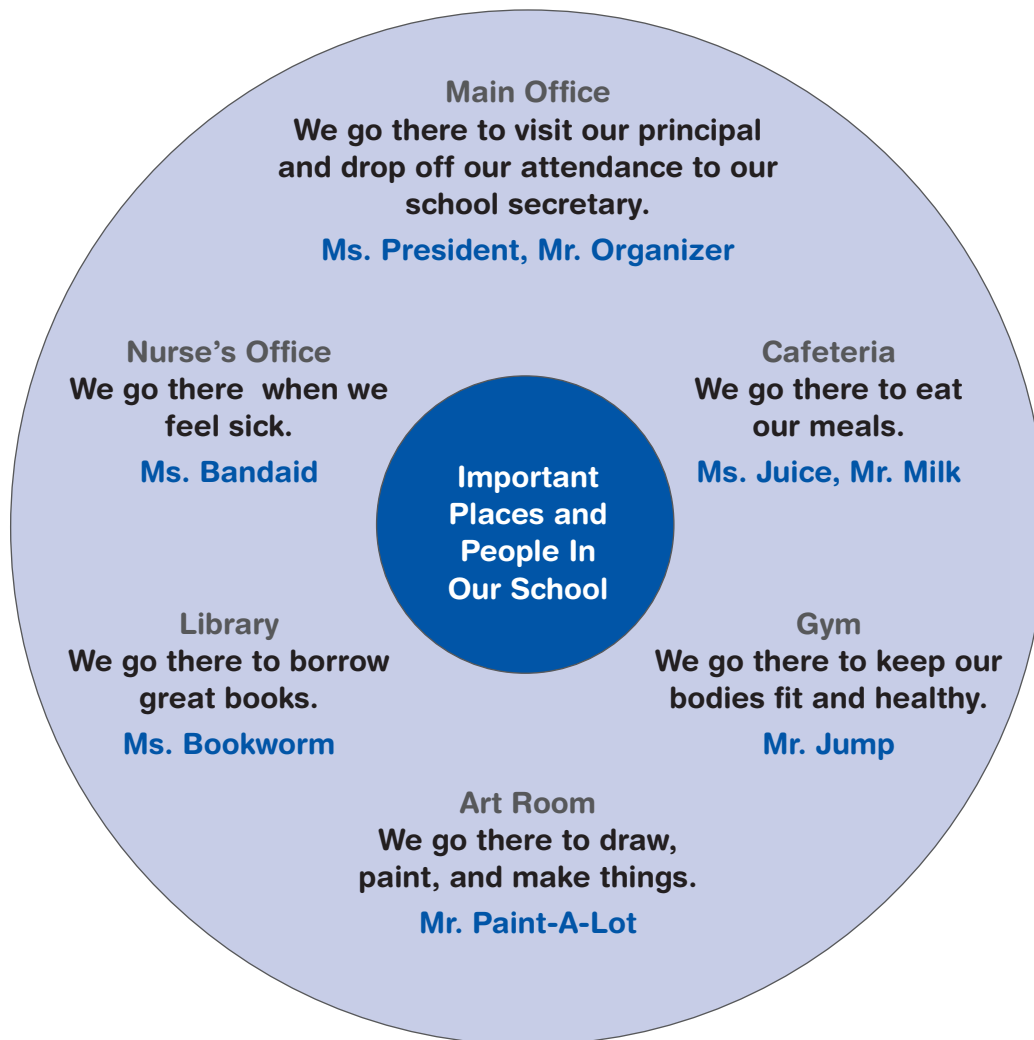 Main Office
We go there to visit our principal
and drop off our attendance to our
school secretary.
Ms. President, Mr. Organizer
Nurse's Office
We go there  when we
feel sick.
Ms. Bandaid
Cafeteria
We go there to eat
our meals.
Ms. Juice, Mr. Milk
Important
Places and
People In
Our School
Library
We go there to borrow
great books.
Ms. Bookworm
Gym
We go there to keep our
bodies fit and healthy.
Mr. Jump
Art Room
We go there to draw,
paint, and make things.
Mr. Paint-A-Lot